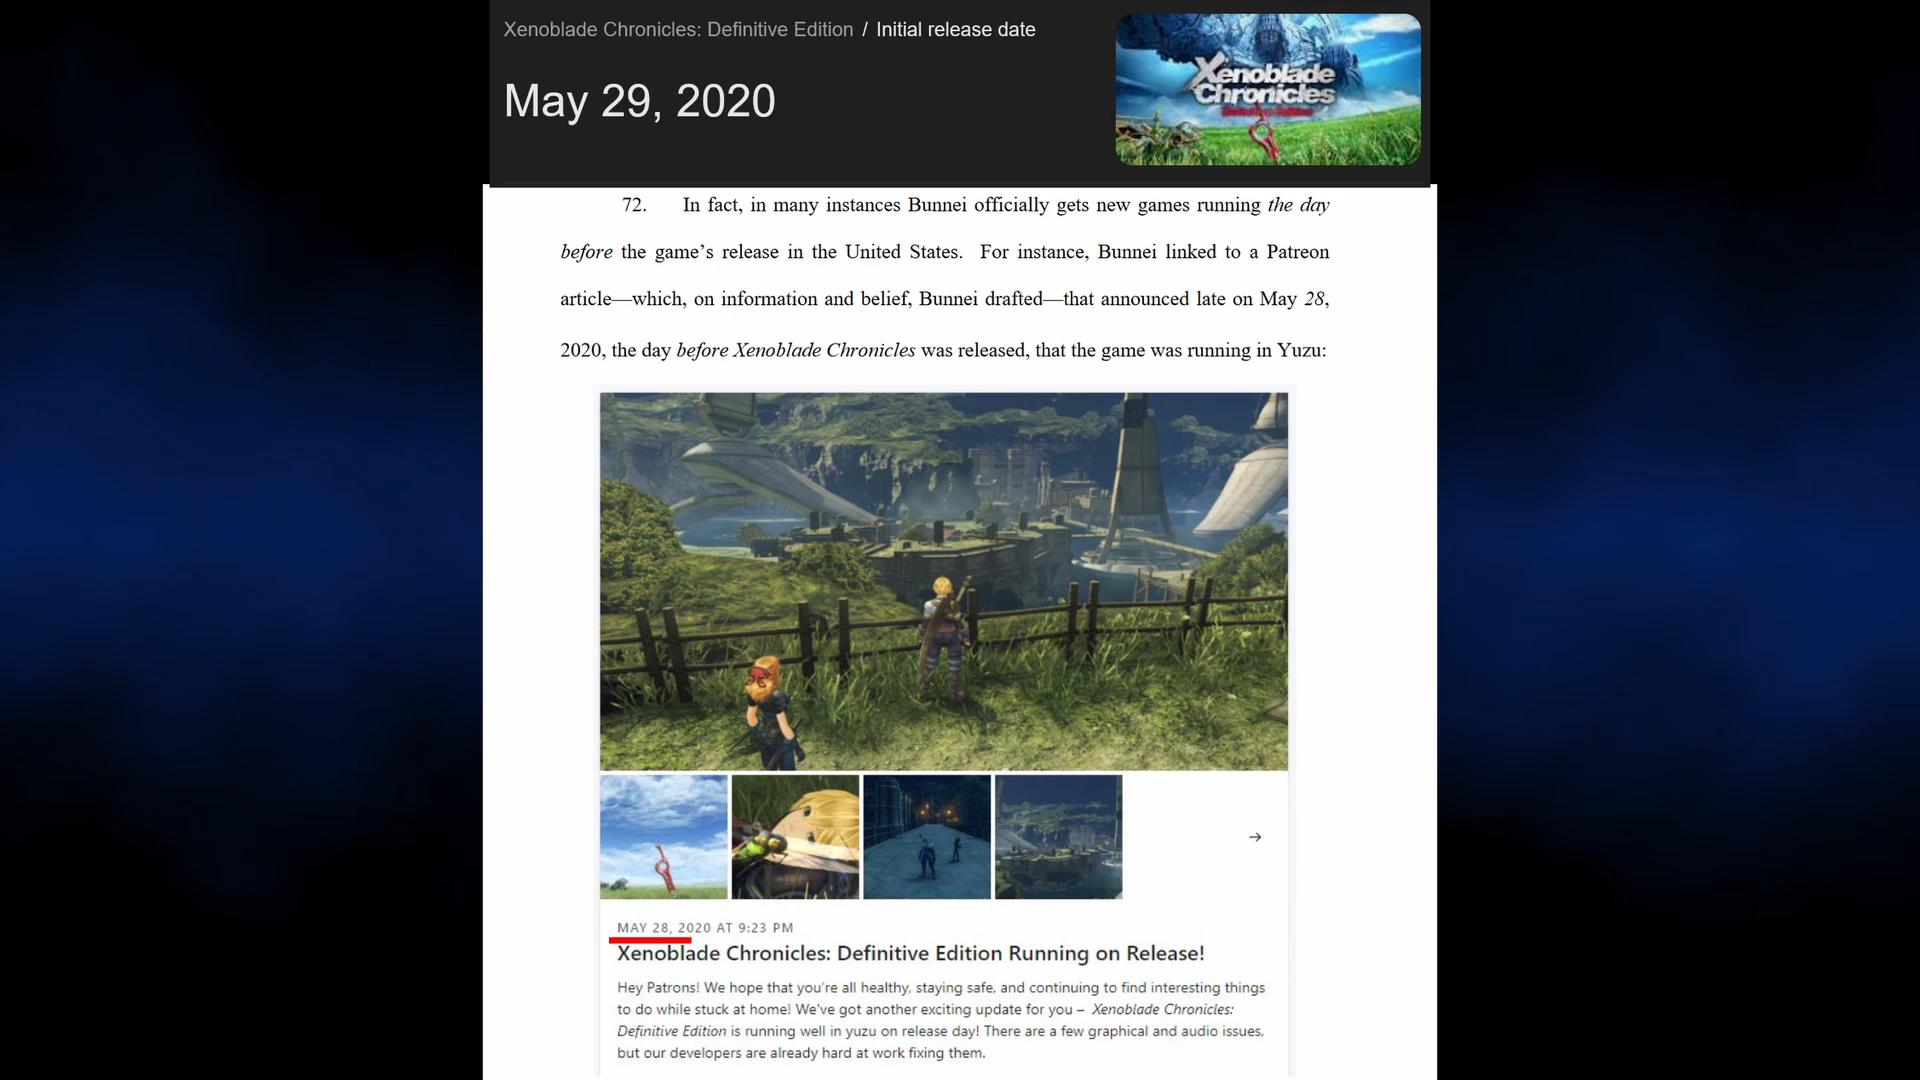 Xenoblade Chronicles: Definitive Edition / Initial release date
May 29, 2020
Xenoblade
Chronicles
Definitive Edition
72. In fact, in many instances Bunnei officially gets new games running the day
before the game’s release in the United States. For instance, Bunnei linked to a Patreon
article—which, on information and belief, Bunnei drafted—that announced late on May 28,
2020, the day before Xenoblade Chronicles was released, that the game was running in Yuzu:
MAY 28, 2020 AT 9:23 PM
Xenoblade Chronicles: Definitive Edition Running on Release!
Hey Patrons! We hope that you’re all healthy, staying safe, and continuing to find interesting things
to do while stuck at home! We've got another exciting update for you – Xenoblade Chronicles:
Definitive Edition is running well in yuzu on release day! There are a few graphical and audio issues,
but our developers are already hard at work fixing them.